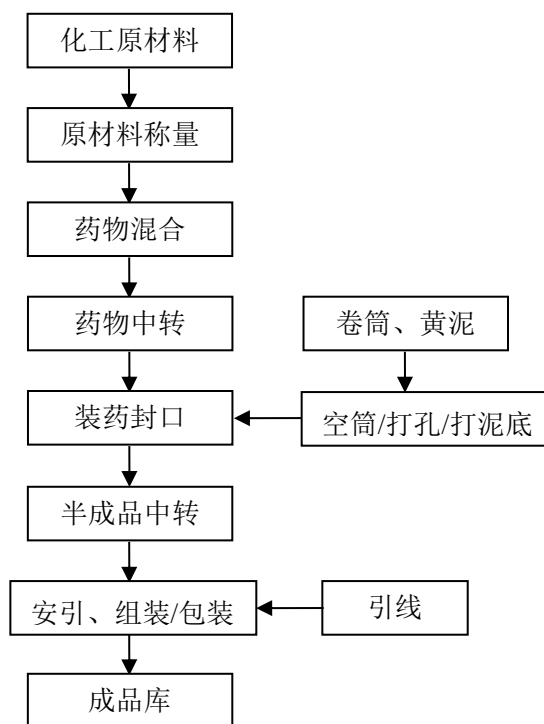 化工原材料
原材料称量
药物混合
药物中转
卷筒、黄泥
装药封口
空筒/打孔/打泥底
半成品中转
安引、组装/包装
引线
成品库